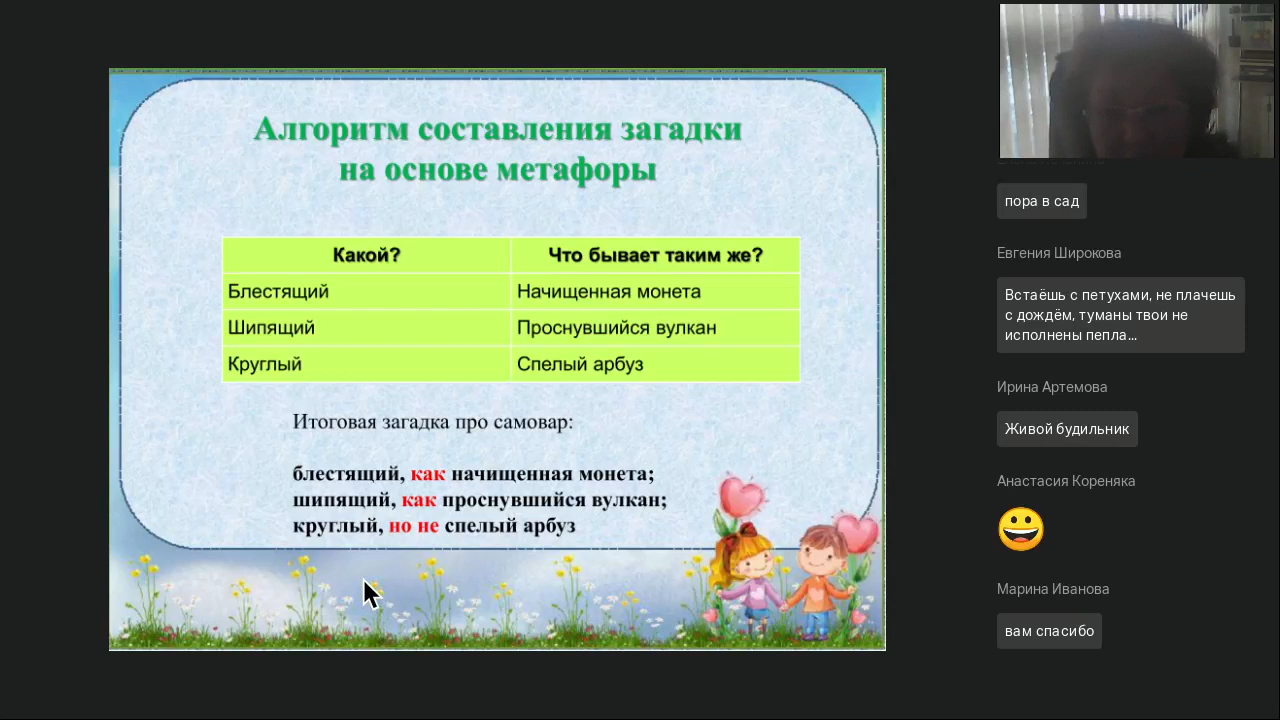 Алгоритм составления загадки
на основе метафоры
Какой? Что бывает таким же?
Блестящий Начищенная монета
Шипящий Проснувшийся вулкан
Круглый Спелый арбуз
Итоговая загадка про самовар:
блестящий, как начищенная монета;
шипящий, как проснувшийся вулкан;
круглый, но не спелый арбуз
пора в сад
Евгения Широкова
Встаёшь с петухами, не плачешь
с дождём, туманы твои не
исполнены пепла...
Ирина Артемова
Живой будильник
Анастасия Кореняка
Марина Иванова
вам спасибо